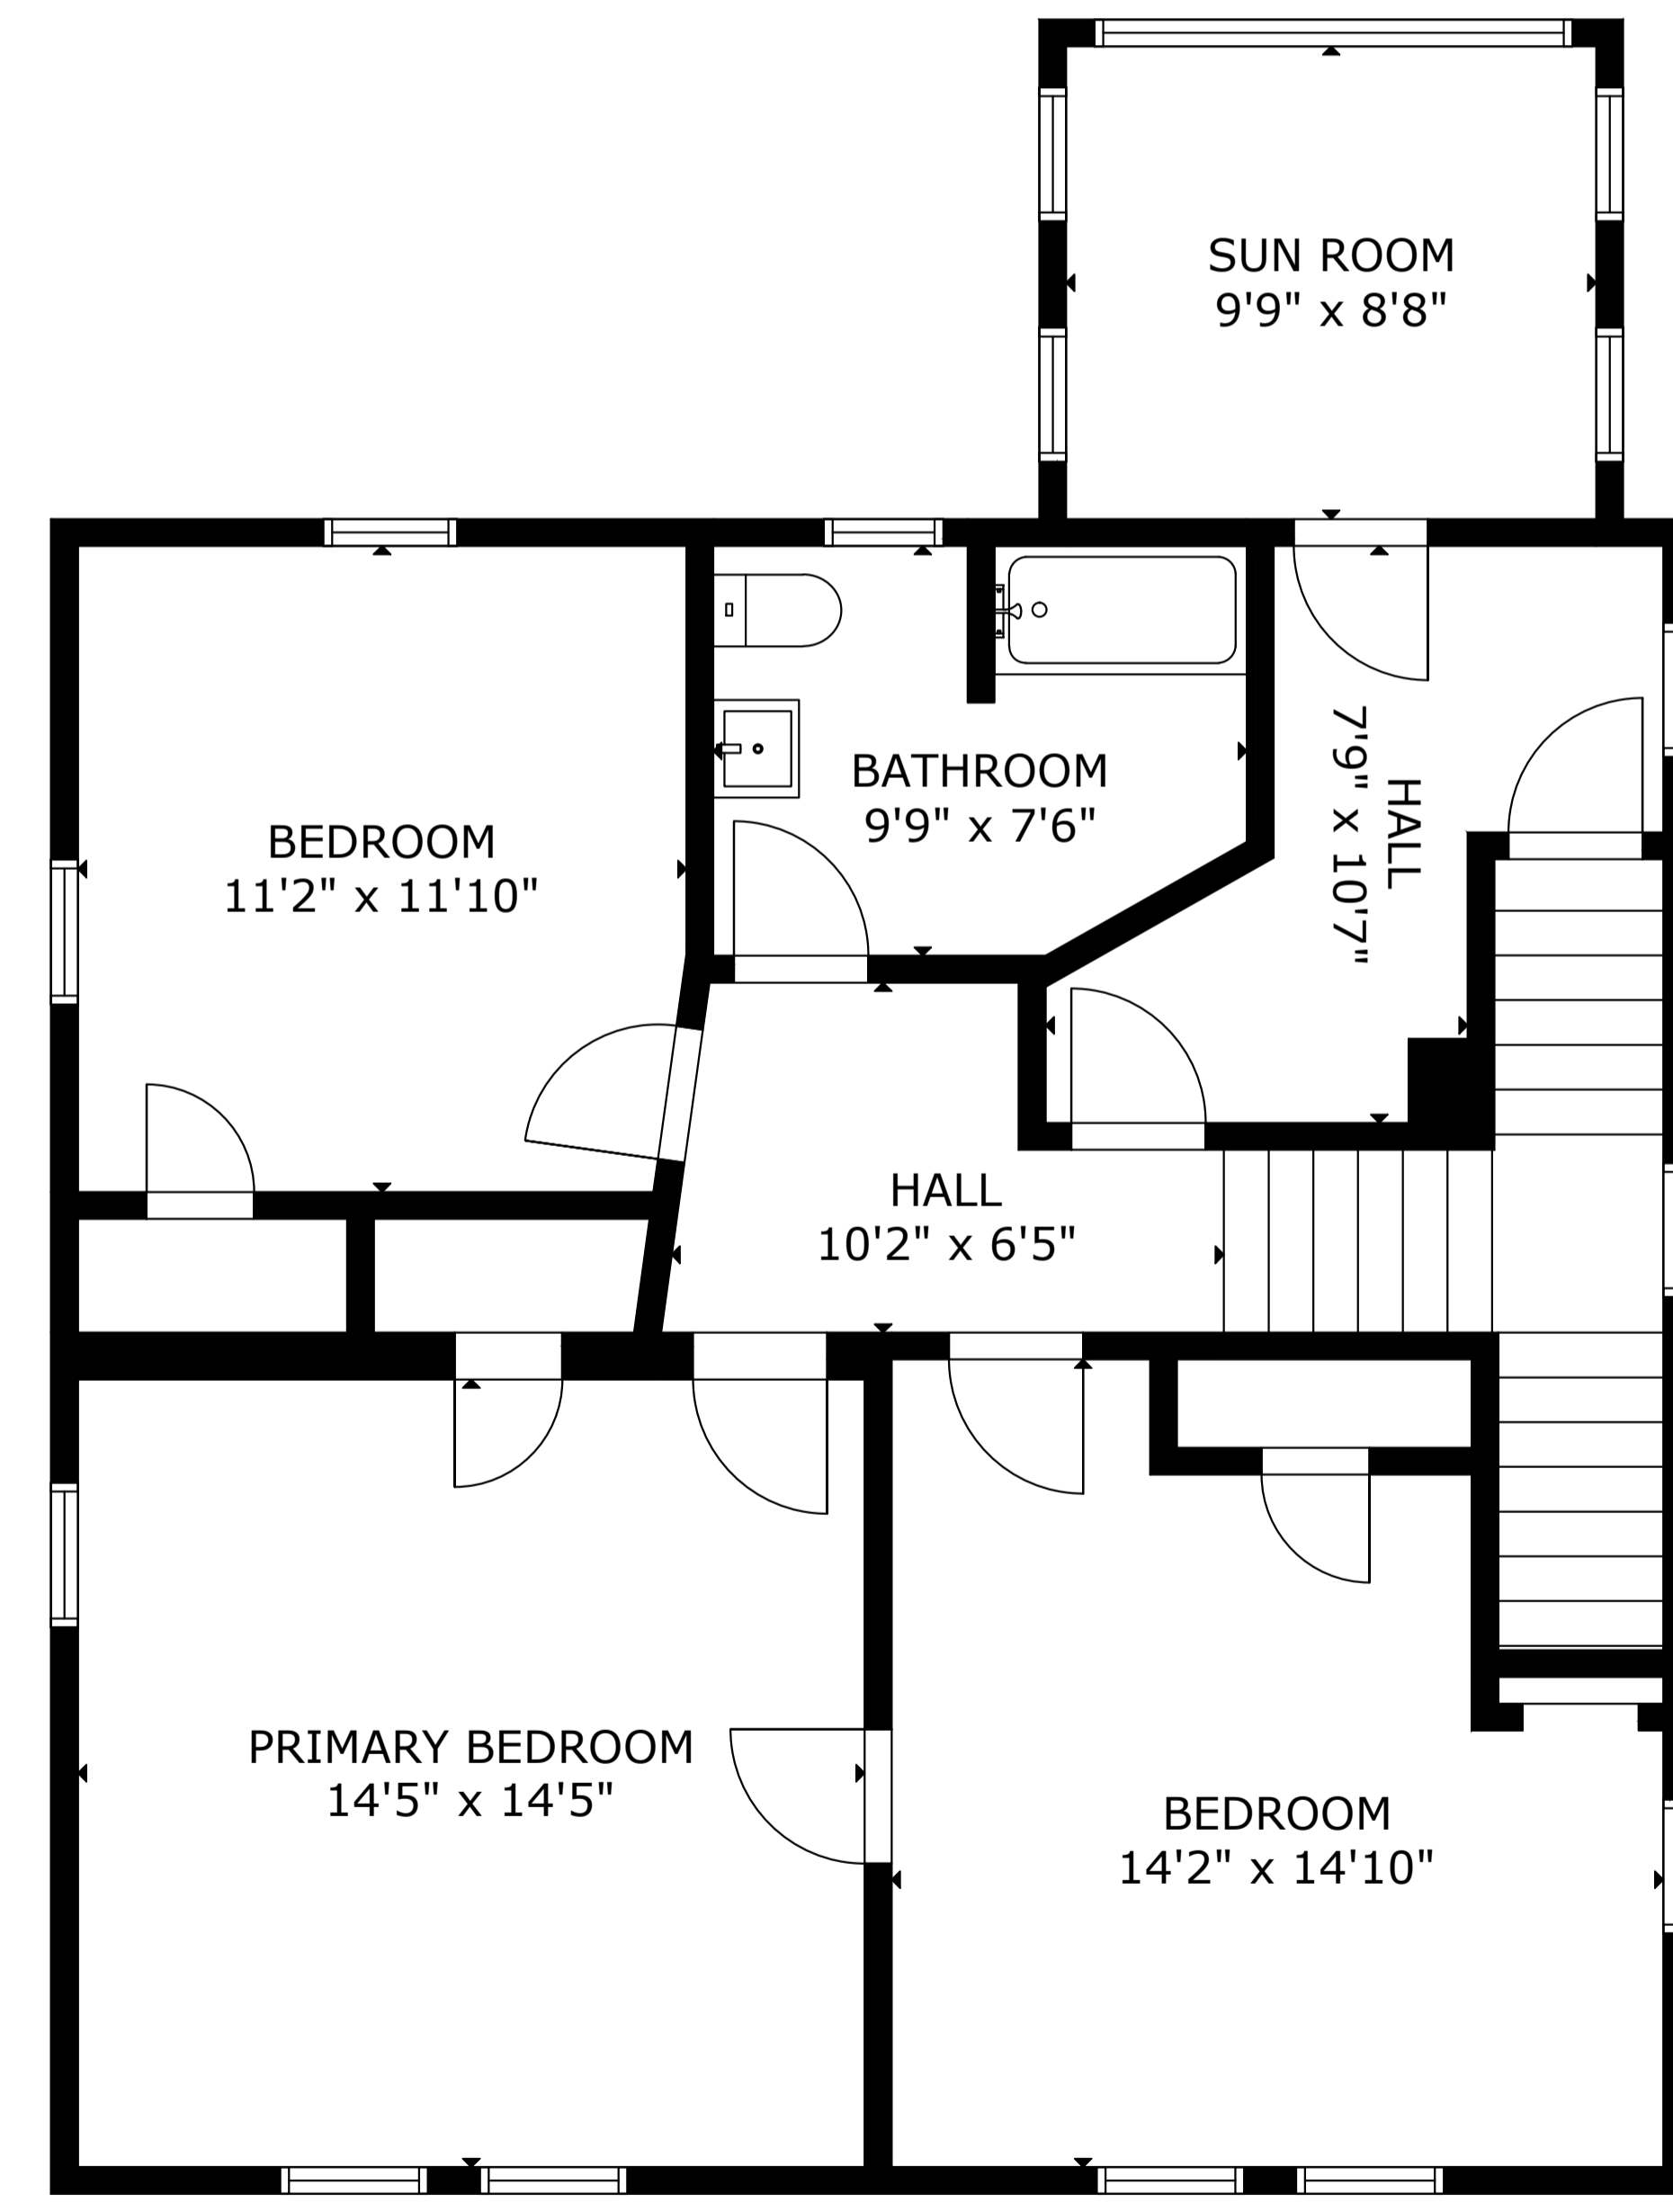 SUN ROOM
9'9" x 8'8"
BATHROOM
9'9" x 7'6"
HALL
7'9" x 10'7"
BEDROOM
11'2" x 11'10"
HALL
10'2" x 6'5"
PRIMARY BEDROOM
14'5" x 14'5"
BEDROOM
14'2" x 14'10"